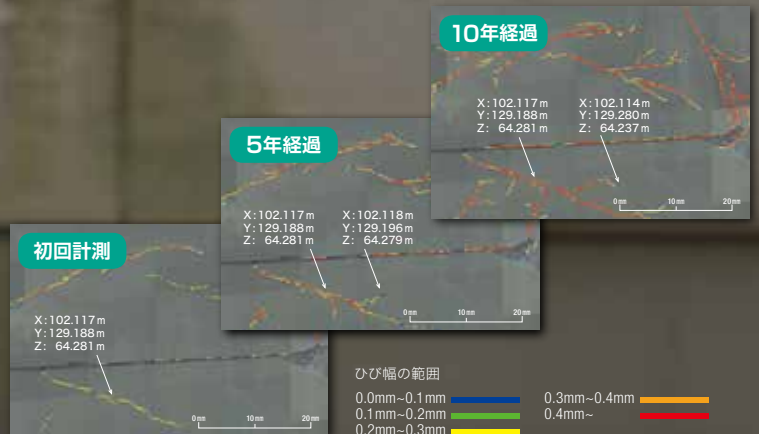 10年経過
X:102.117m
Y:129.188m
Z: 64.281m
X:102.114m
Y:129.280m
Z: 64.237m
0mm 10mm 20mm
5年経過
X:102.117m
Y:129.188m
Z: 64.281m
X:102.118m
Y:129.196m
Z: 64.279m
0mm 10mm 20mm
初回計測
X:102.117m
Y:129.188m
Z: 64.281m
0mm 10mm 20mm
ひび幅の範囲
0.0mm~0.1mm
0.1mm~0.2mm
0.2mm~0.3mm
0.3mm~0.4mm
0.4mm~